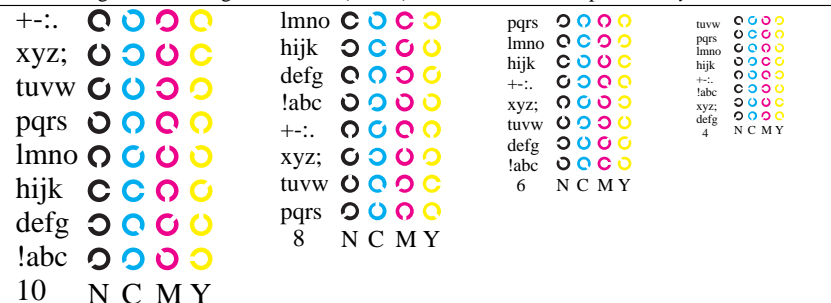 +-:.
xyz;
tuvw
pqrs
lmno
hijk
defg
!abc
10 N C M Y
lmno
hijk
defg
!abc
+-:.
xyz;
tuvw
pqrs
8 N C M Y
pqrs
lmno
hijk
+-:.
xyz;
tuvw
defg
!abc
6 N C M Y
tuvw
pqrs
lmno
hijk
+-:.
!abc
xyz;
defg
4 N C M Y